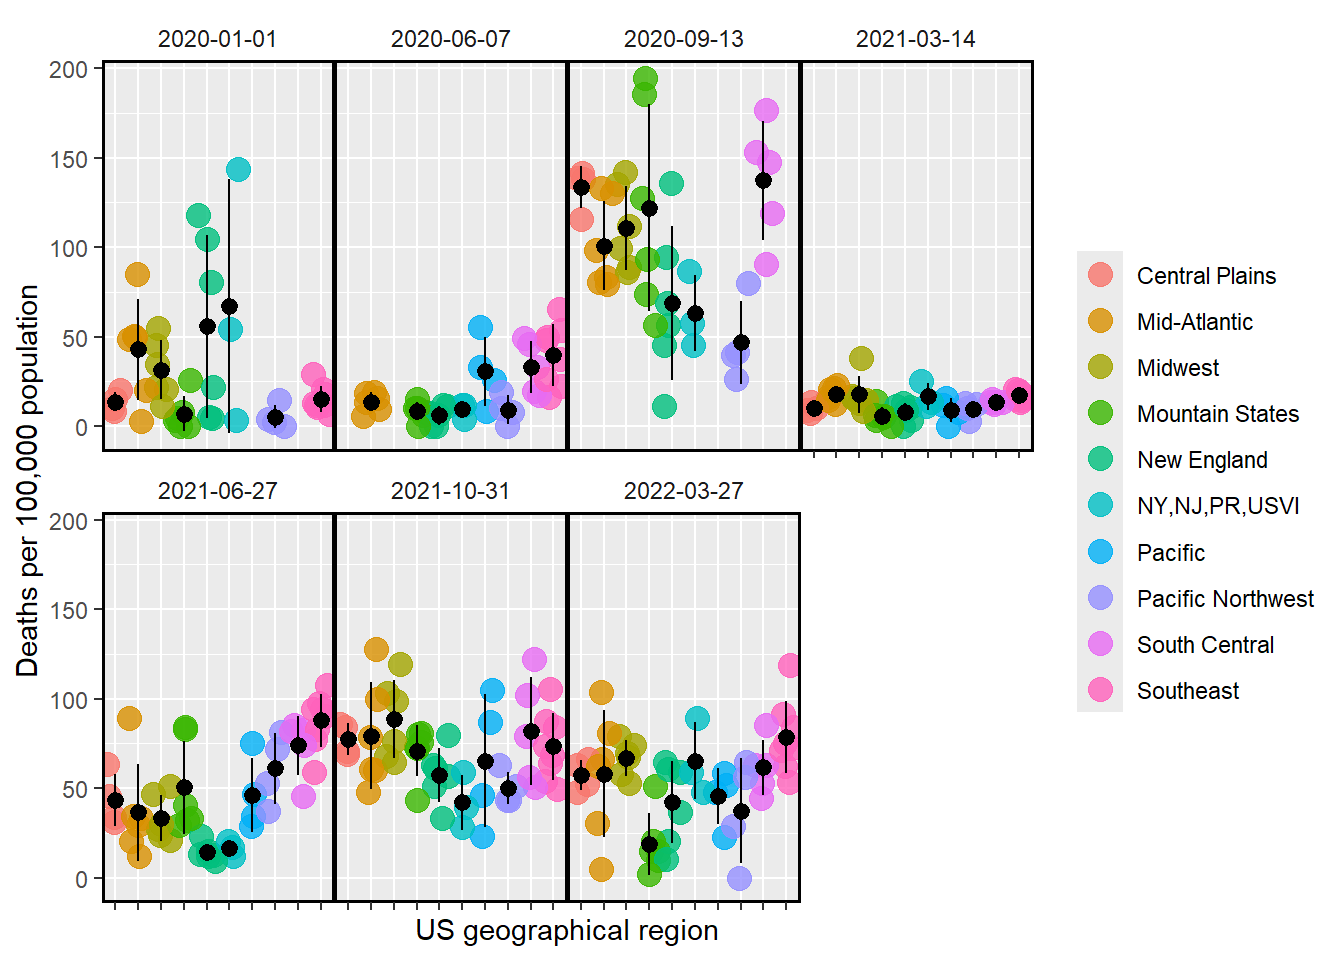 2020-01-01 2020-06-07 2020-09-13 2021-03-14
200
150
100
50
0
2021-06-27 2021-10-31 2022-03-27
200
150
100
50
0
Deaths per 100,000 population
US geographical region
Central Plains
Mid-Atlantic
Midwest
Mountain States
New England
NY,NJ,PR,USVI
Pacific
Pacific Northwest
South Central
Southeast